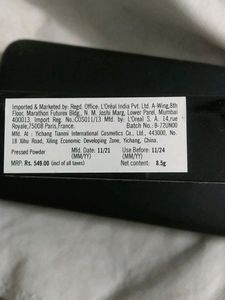 Imported & Marketed by: Regd. Office: L'Oréal India Pvt. Ltd. A-Wing, 8th
Floor, Marathon Futurex Bldg., N. M. Joshi Marg, Lower Parel, Mumbai
400013. Import Reg. No.:COS011/13 Mfd. by: L'Oreal S. A. 14, rue
Royale,75008 Paris,France. Batch No.: B-72UN00
Mfd. At : Yichang Tianmi International Cosmetics Co., Ltd., 443000, No.
18 Xihu Road, Xiling Economic Developing Zone, Yichang, China.
Pressed Powder Mfd. Date: 11/21 Use Before: 11/24
(MM/YY) (MM/YY)
MRP: Rs. 549.00 (incl of all taxes) Net content: 8.5g